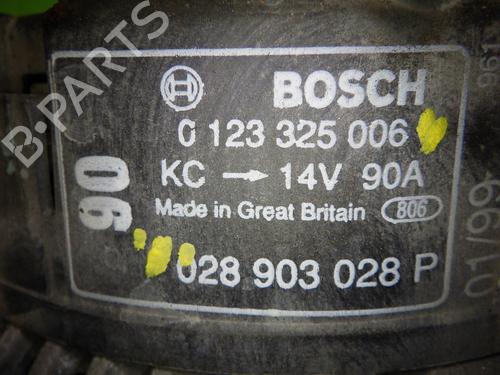 BOSCH
0 123 325 006
KC → 14V 90A
Made in Great Britain 806
028 903 028 P
90
01/99
B-PARTS